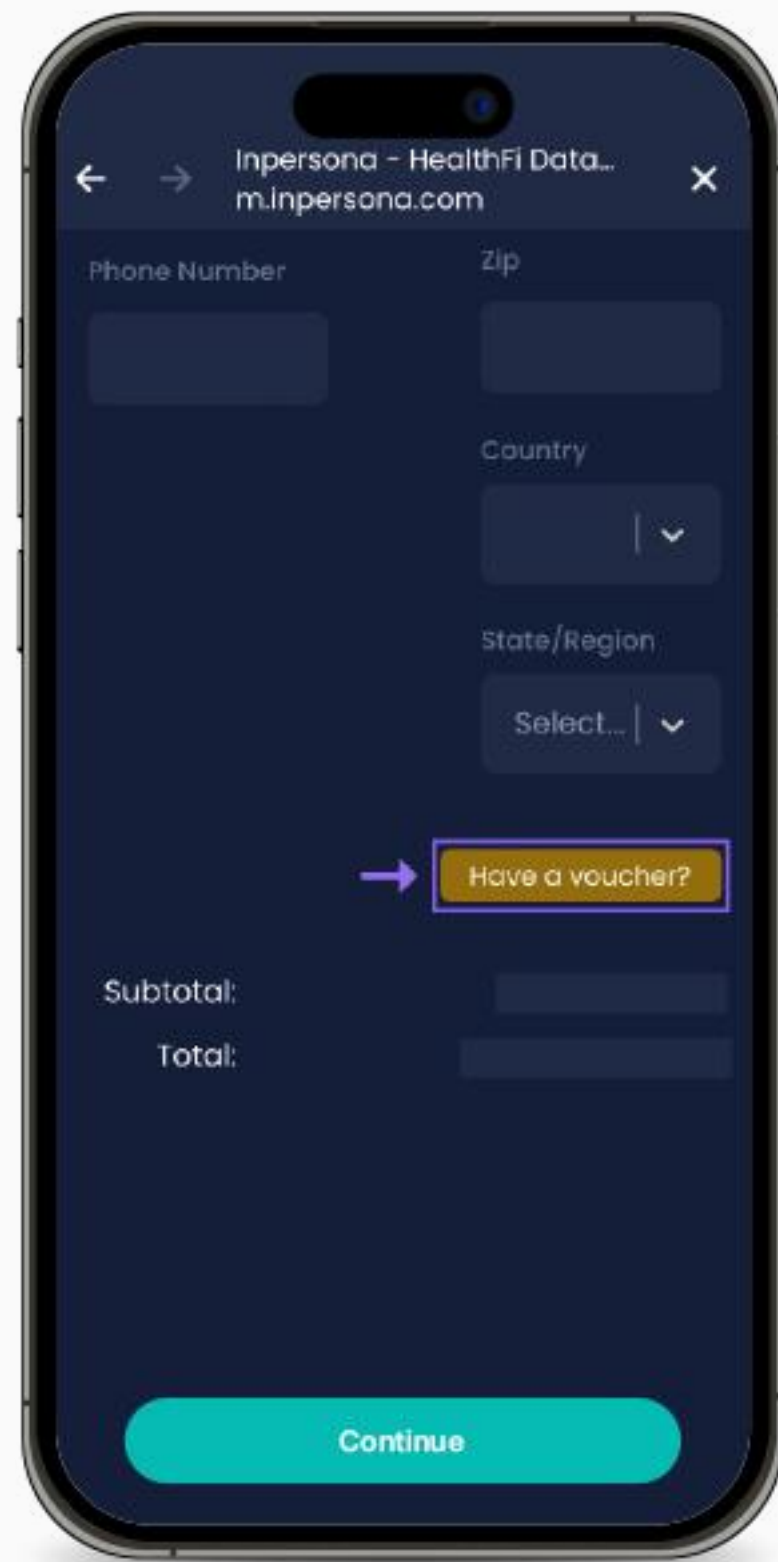 Inpersona - HealthFi Data...
m.inpersona.com
Phone Number
Zip
Country
State/Region
Select...
Have a voucher?
Subtotal:
Total:
Continue